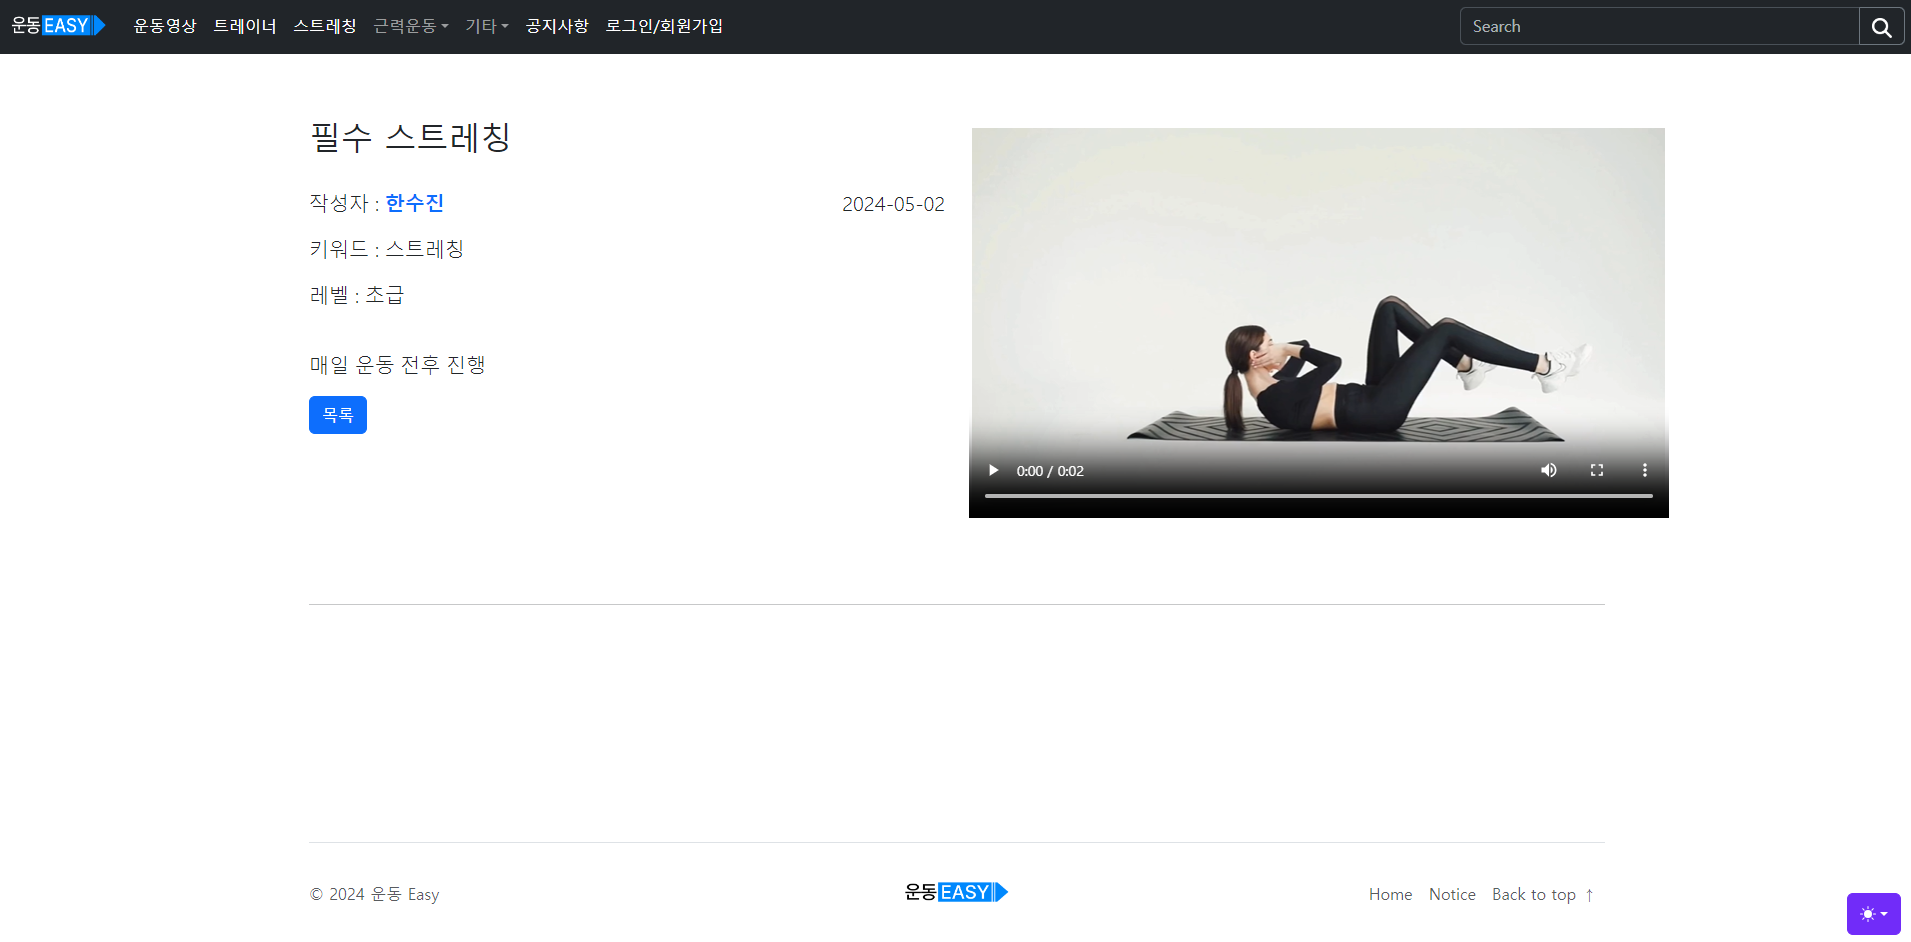 운동EASY 운동영상 트레이너 스트레칭 근력운동 기타 공지사항 로그인/회원가입 Search
필수 스트레칭
작성자 : 한수진 2024-05-02
키워드 : 스트레칭
레벨 : 초급
매일 운동 전후 진행
목록
0:00 / 0:02
© 2024 운동 Easy 운동EASY Home Notice Back to top ↑